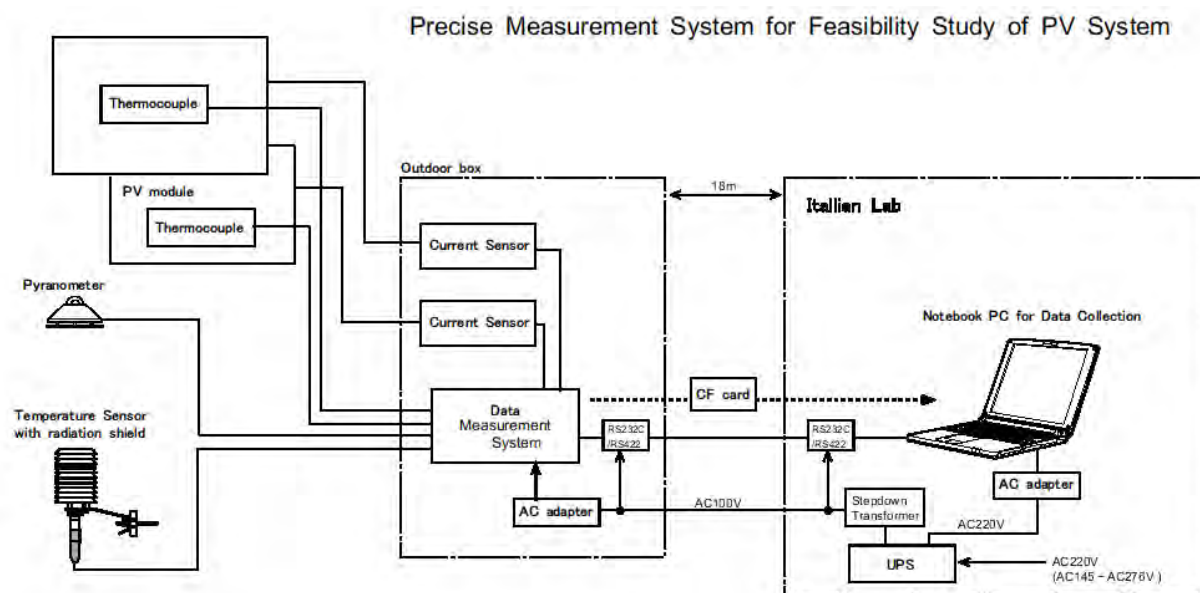 Precise Measurement System for Feasibility Study of PV System
Thermocouple
PV module
Thermocouple
Pyranometer
Temperature Sensor
with radiation shield
Outdoor box
Current Sensor
Current Sensor
Data
Measurement
System
AC adapter
RS232C
/RS422
18m
CF card
AC100V
Itallian Lab
Notebook PC for Data Collection
RS232C
/RS422
AC adapter
Stepdown
Transformer
AC220V
UPS
AC220V
(AC145 - AC276V )